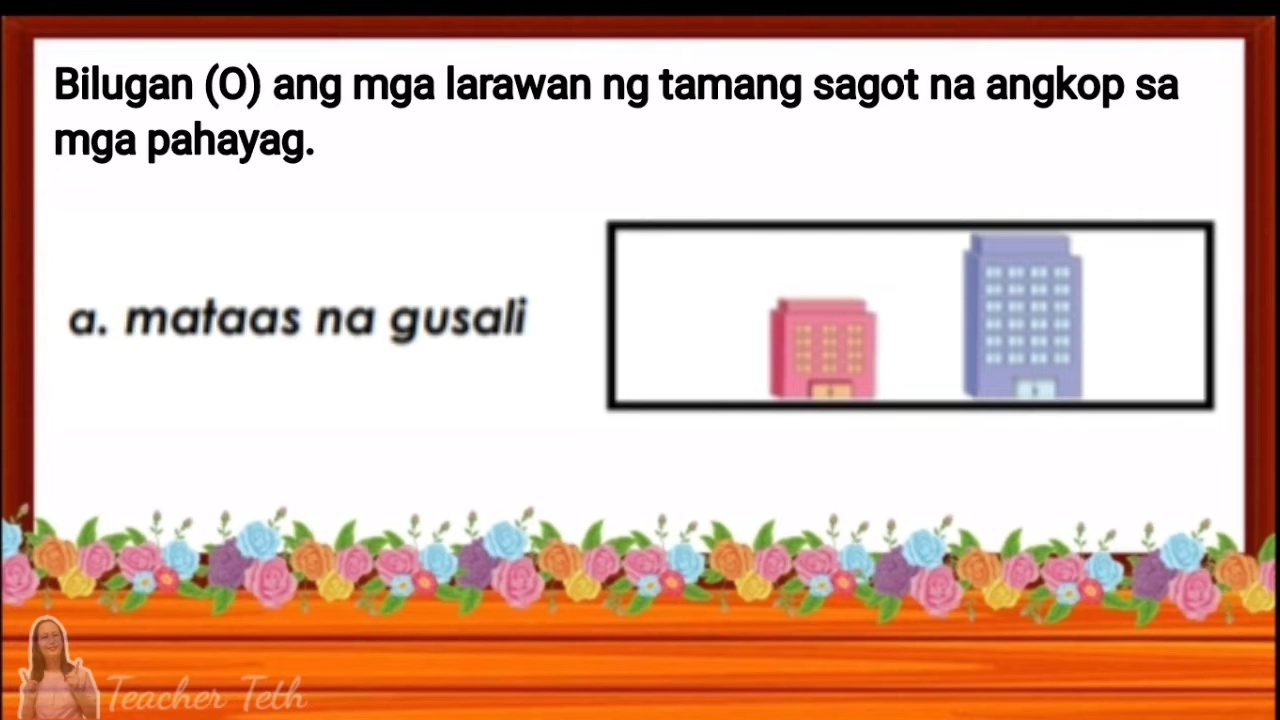 Bilugan (O) ang mga larawan ng tamang sagot na angkop sa
mga pahayag.
a. mataas na gusali
Teacher Teth